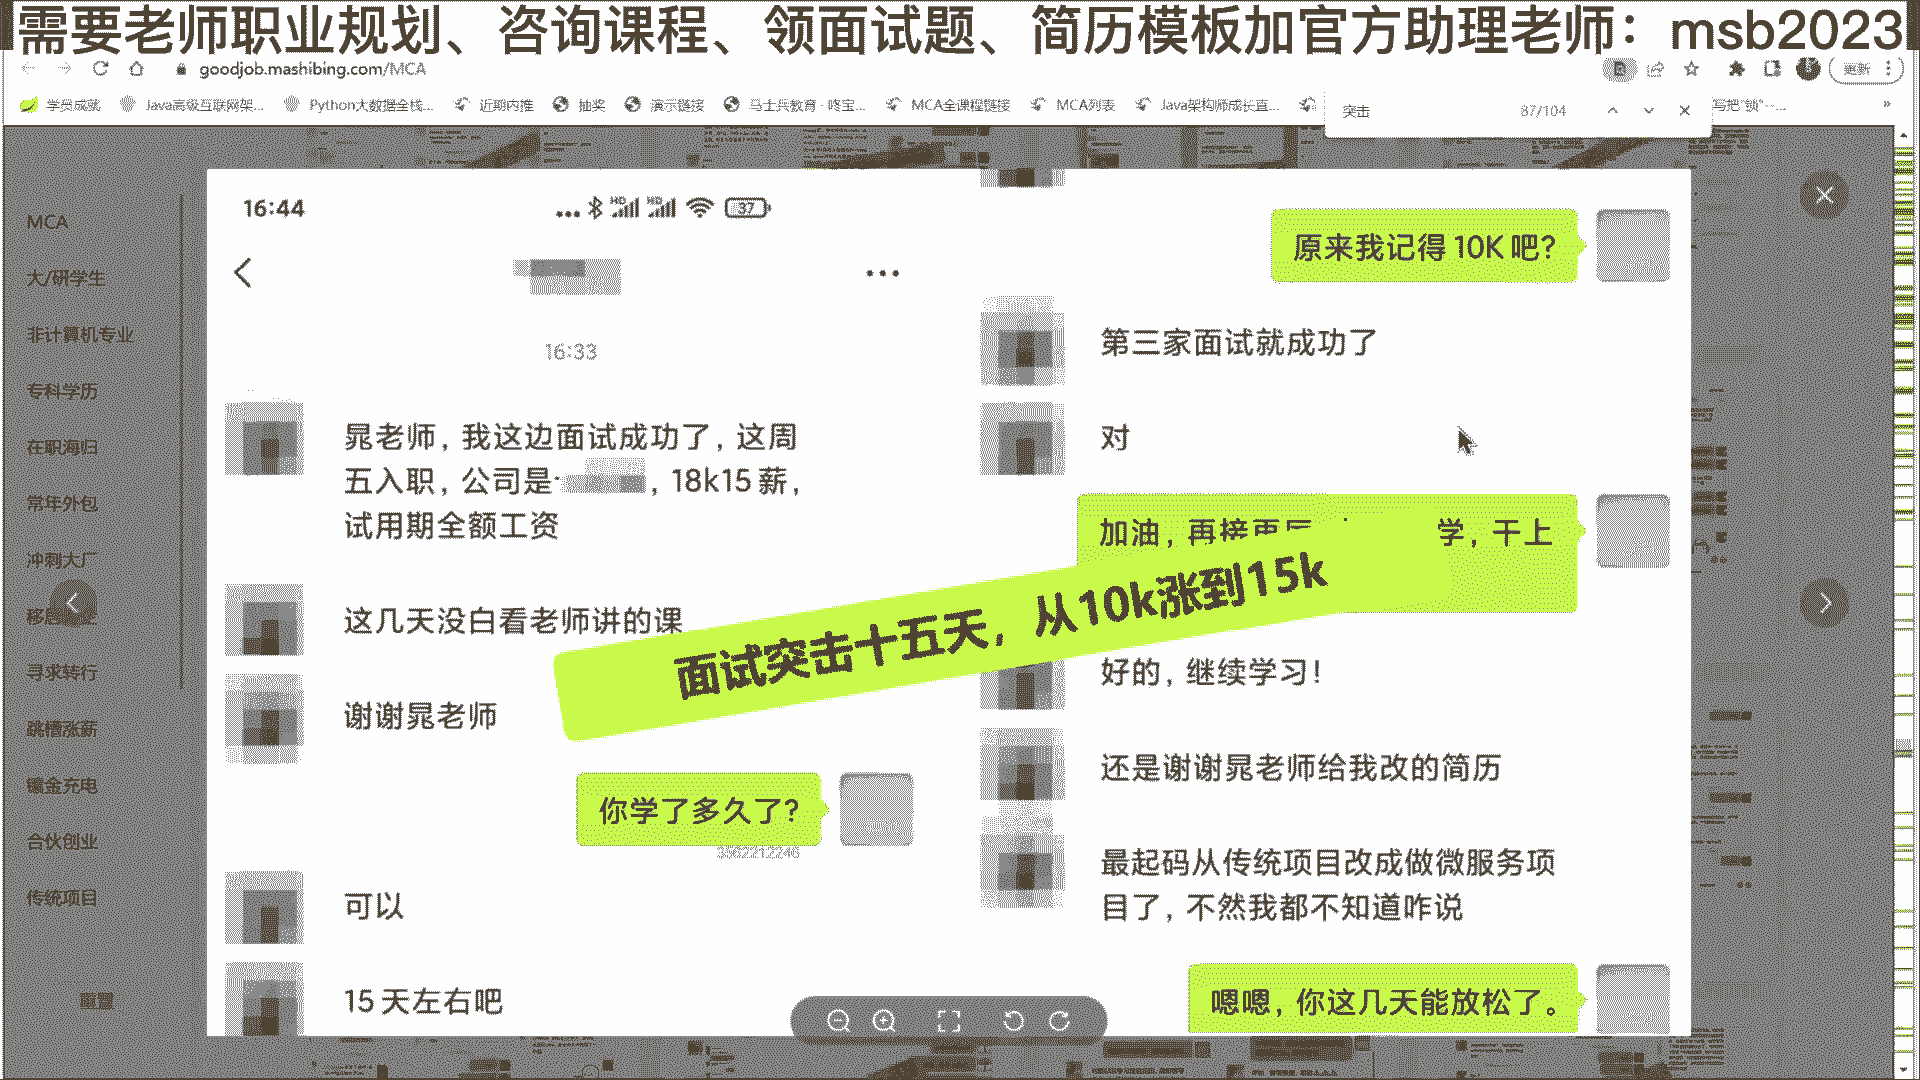 需要老师职业规划、咨询课程、领面试题、简历模板加官方助理老师：msb2023
goodjob.mashibing.com/MCA
更新
学员成就
Java高级互联网架...
Python大数据全栈...
近期内推
抽奖
演示链接
马士兵教育 · 咚宝...
MCA全课程链接
MCA列表
Java架构师成长直...
写把"锁"-...
»
突击
87/104
MCA
大/研学生
非计算机专业
专科学历
在职海归
常年外包
冲刺大厂
寻求转行
跳槽涨薪
镀金充电
合伙创业
传统项目
重置
16:44
37
16:33
晁老师，我这边面试成功了，这周
五入职，公司是
，18k15 薪，
试用期全额工资
这几天没白看老师讲的课
谢谢晁老师
你学了多久了?
3562212246
可以
15 天左右吧
原来我记得 10K 吧?
第三家面试就成功了
对
加油，再接再
学，干上
面试突击十五天，从10k涨到15k
好的，继续学习！
还是谢谢晁老师给我改的简历
最起码从传统项目改成做微服务项
目了，不然我都不知道咋说
嗯嗯，你这几天能放松了。